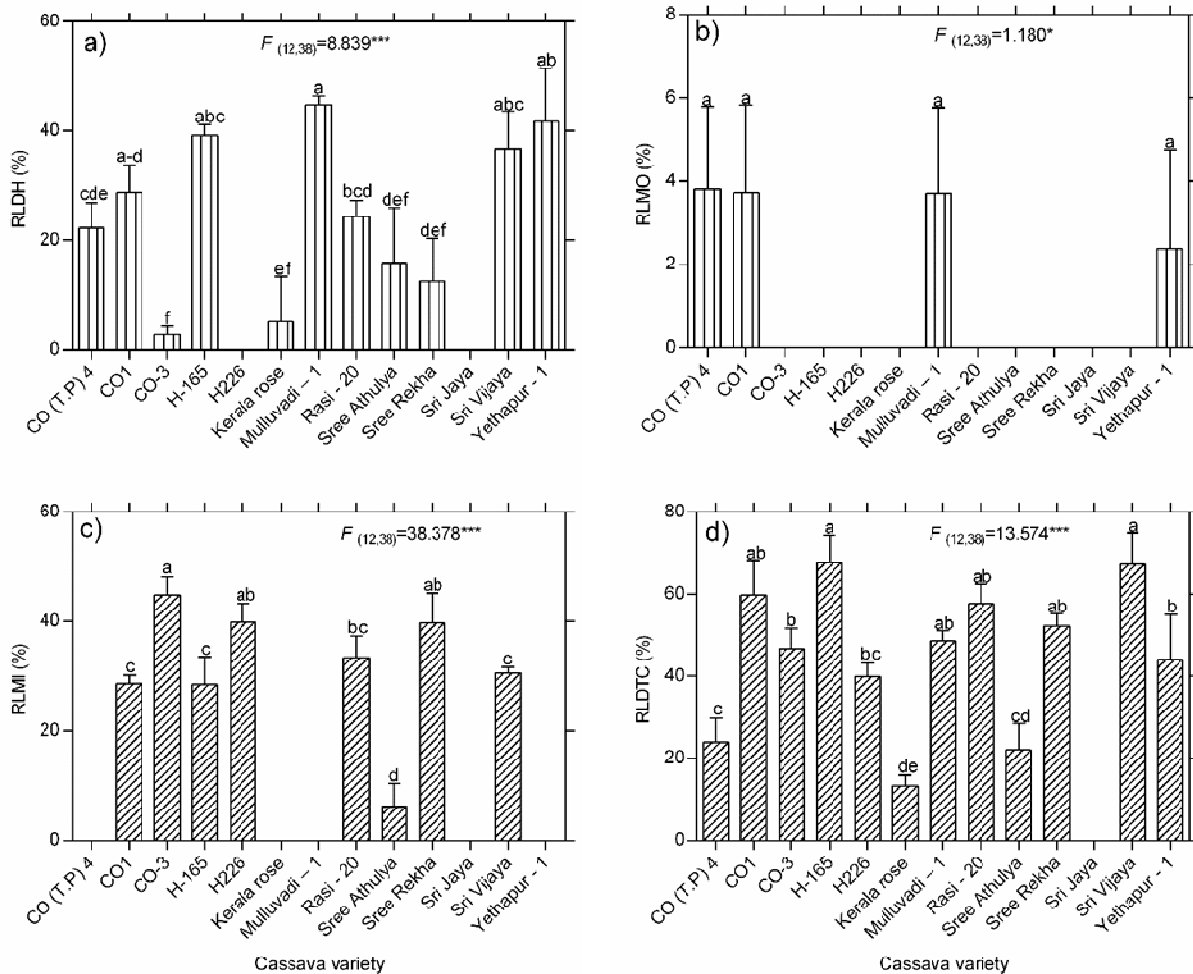 a)
F (12,38)=8.839***
RLDH (%)
60
40
20
0
cde
a-d
f
abc
ef
a
bcd
def
def
abc
ab
CO (T.P) 4
CO1
CO-3
H-165
H226
Kerala rose
Mulluvadi – 1
Rasi - 20
Sree Athulya
Sree Rekha
Sri Jaya
Sri Vijaya
Yethapur - 1
b)
F (12,38)=1.180*
RLMO (%)
8
6
4
2
0
a
a
a
a
CO (T.P) 4
CO1
CO-3
H-165
H226
Kerala rose
Mulluvadi – 1
Rasi - 20
Sree Athulya
Sree Rakha
Sri Jaya
Sri Vijaya
Yethapur - 1
c)
F (12,38)=38.378***
RLMI (%)
60
40
20
0
c
a
c
ab
bc
d
ab
c
CO (T.P) 4
CO1
CO-3
H-165
H226
Kerala rose
Mulluvadi – 1
Rasi - 20
Sree Athulya
Sree Rekha
Sri Jaya
Sri Vijaya
Yethapur - 1
Cassava variety
d)
F (12,38)=13.574***
RLDTC (%)
80
60
40
20
0
c
ab
b
a
bc
de
ab
ab
cd
ab
a
b
CO (T.P) 4
CO1
CO-3
H-165
H226
Kerala rose
Mulluvadi – 1
Rasi - 20
Sree Athulya
Sree Rekha
Sri Jaya
Sri Vijaya
Yethapur - 1
Cassava variety